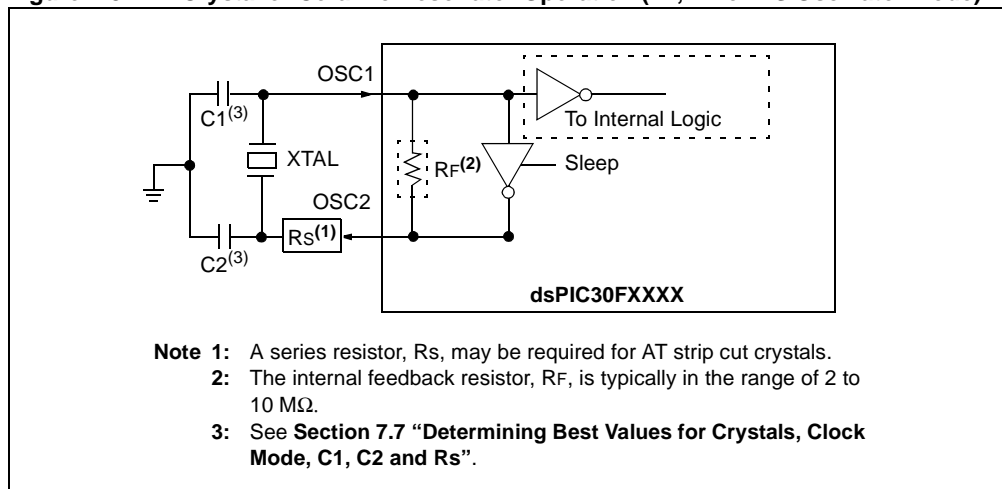 OSC1
C1(3)
To Internal Logic
XTAL
RF(2)
Sleep
OSC2
Rs(1)
C2(3)
dsPIC30FXXXX
Note 1: A series resistor, Rs, may be required for AT strip cut crystals.
2: The internal feedback resistor, RF, is typically in the range of 2 to
10 MΩ.
3: See Section 7.7 “Determining Best Values for Crystals, Clock
Mode, C1, C2 and Rs”.